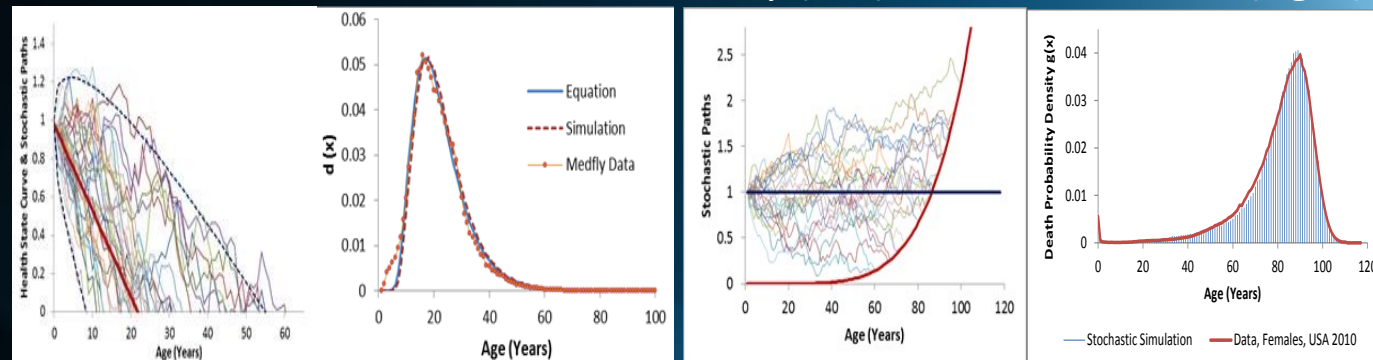 Health State Curve & Stochastic Paths
1.4
1.2
1
0.8
0.6
0.4
0.2
0
0 10 20 30 40 50 60
Age (Years)
d (x)
0.06
0.05
0.04
0.03
0.02
0.01
0
0 20 40 60 80 100
Age (Years)
Equation
Simulation
Medfly Data
Stochastic Paths
2.5
2
1.5
1
0.5
0
0 20 40 60 80 100 120
Age (Years)
Death Probability Density g(x)
0.04
0.03
0.02
0.01
0
0 20 40 60 80 100 120
Age (Years)
Stochastic Simulation
Data, Females, USA 2010